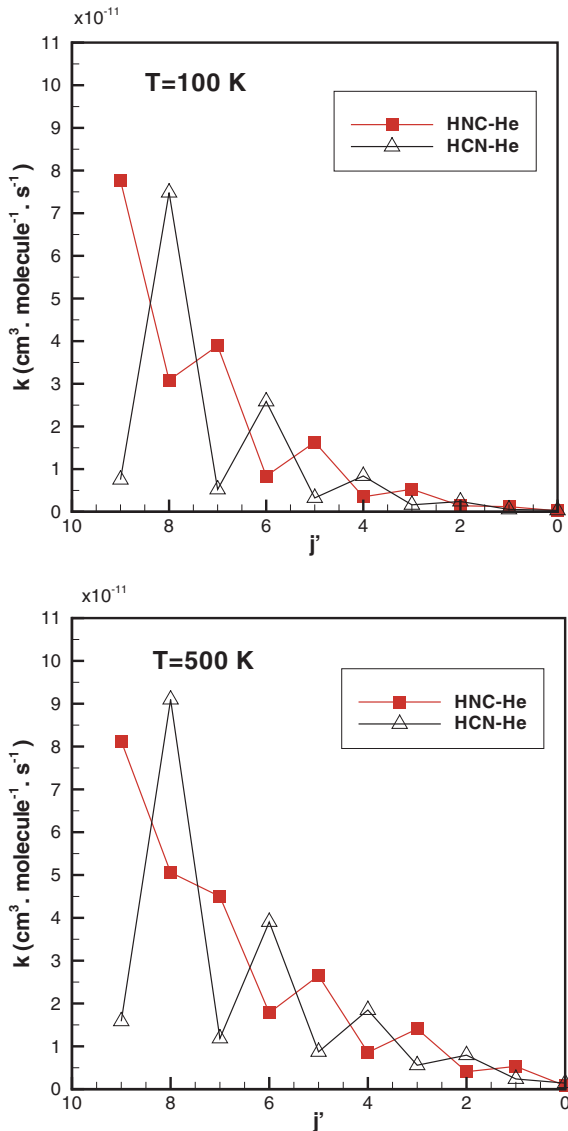 x10⁻¹¹
11
10
9
8
7
6
5
4
3
2
1
0
k (cm³. molecule⁻¹. s⁻¹)
T=100 K
HNC-He
HCN-He
10 8 6 4 2 0
j'
x10⁻¹¹
11
10
9
8
7
6
5
4
3
2
1
0
k (cm³. molecule⁻¹. s⁻¹)
T=500 K
HNC-He
HCN-He
10 8 6 4 2 0
j'